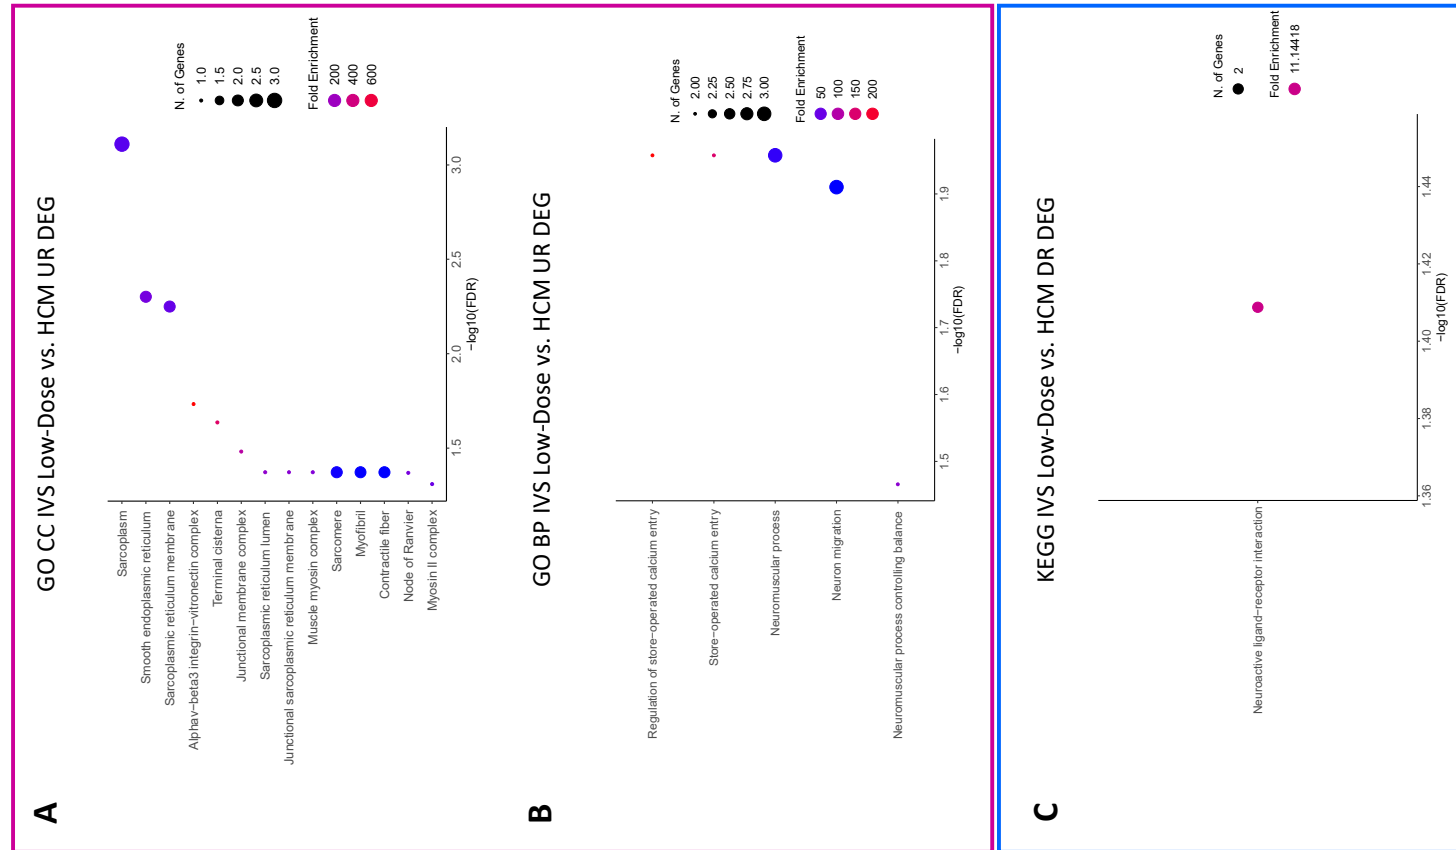 A
GO CC IVS Low-Dose vs. HCM UR DEG
Sarcoplasm
Smooth endoplasmic reticulum
Sarcoplasmic reticulum membrane
Alphav−beta3 integrin−vitronectin complex
Terminal cisterna
Junctional membrane complex
Sarcoplasmic reticulum lumen
Junctional sarcoplasmic reticulum membrane
Muscle myosin complex
Sarcomere
Myofibril
Contractile fiber
Node of Ranvier
Myosin II complex
1.5
2.0
2.5
3.0
−log10(FDR)
N. of Genes
1.0
1.5
2.0
2.5
3.0
Fold Enrichment
200
400
600
B
GO BP IVS Low-Dose vs. HCM UR DEG
Regulation of store−operated calcium entry
Store−operated calcium entry
Neuromuscular process
Neuron migration
Neuromuscular process controlling balance
1.5
1.6
1.7
1.8
1.9
−log10(FDR)
N. of Genes
2.00
2.25
2.50
2.75
3.00
Fold Enrichment
50
100
150
200
C
KEGG IVS Low-Dose vs. HCM DR DEG
Neuroactive ligand−receptor interaction
1.36
1.38
1.40
1.42
1.44
−log10(FDR)
N. of Genes
2
Fold Enrichment
11.14418